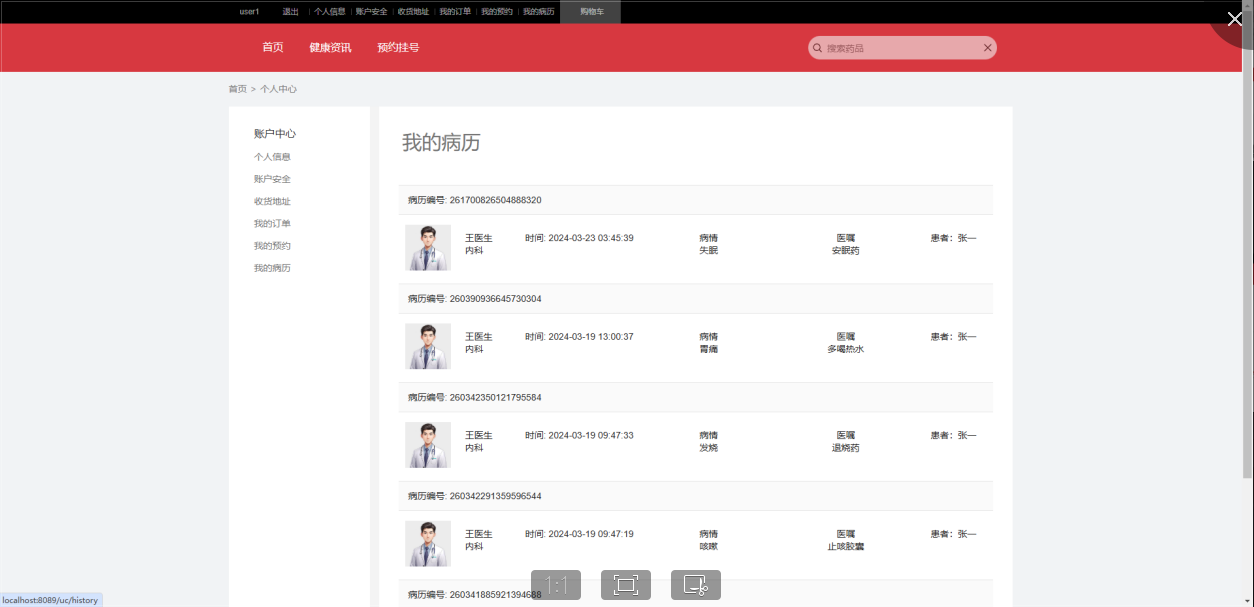 user1 退出 | 个人信息 | 账户安全 | 收货地址 | 我的订单 | 我的预约 | 我的病历 购物车
首页 健康资讯 预约挂号 搜索药品
首页 > 个人中心
账户中心
个人信息
账户安全
收货地址
我的订单
我的预约
我的病历
我的病历
病历编号: 261700826504888320
王医生 时间: 2024-03-23 03:45:39 病情 医嘱 患者：张一
内科 失眠 安眠药
病历编号: 260390936645730304
王医生 时间: 2024-03-19 13:00:37 病情 医嘱 患者：张一
内科 胃痛 多喝热水
病历编号: 260342350121795584
王医生 时间: 2024-03-19 09:47:33 病情 医嘱 患者：张一
内科 发烧 退烧药
病历编号: 260342291359596544
王医生 时间: 2024-03-19 09:47:19 病情 医嘱 患者：张一
内科 咳嗽 止咳胶囊
病历编号: 260341885921394688
1:1
localhost:8089/uc/history